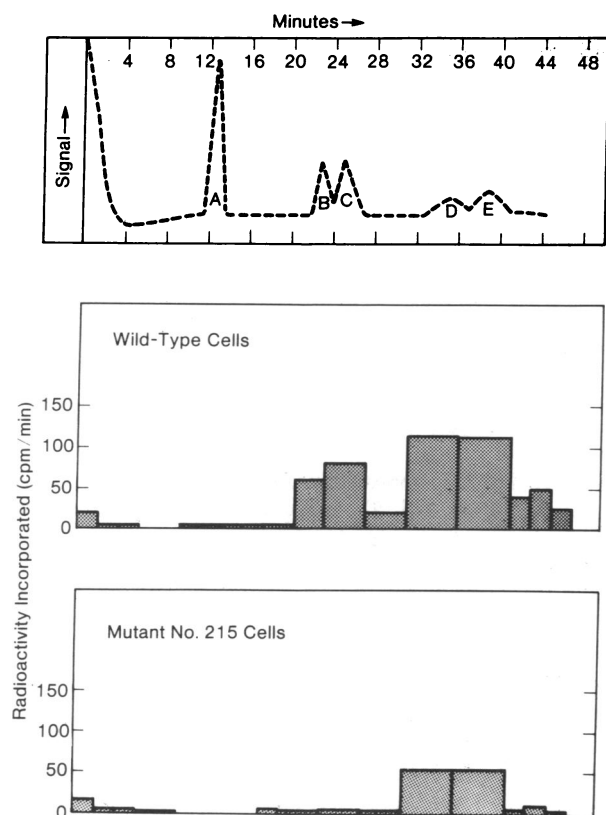 Minutes→
4 8 12 16 20 24 28 32 36 40 44 48
Signal→
A
B C
D E
Wild-Type Cells
150
100
50
0
Radioactivity Incorporated (cpm/min)
Mutant No. 215 Cells
150
100
50
0